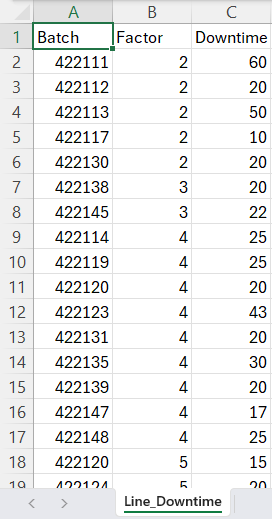 A B C
1 Batch Factor Downtime
2 422111 2 60
3 422112 2 20
4 422113 2 50
5 422117 2 10
6 422130 2 20
7 422138 3 20
8 422145 3 22
9 422114 4 25
10 422119 4 25
11 422120 4 20
12 422123 4 43
13 422131 4 20
14 422135 4 30
15 422139 4 20
16 422147 4 17
17 422148 4 25
18 422120 5 15
19 422124 5 20
Line_Downtime